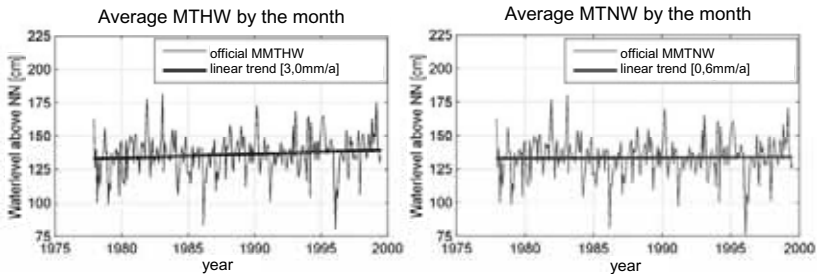 Average MTHW by the month
Waterlevel above NN [cm]
225
200
175
150
125
100
75
official MMTHW
linear trend [3,0mm/a]
1975 1980 1985 1990 1995 2000
year
Average MTNW by the month
Waterlevel above NN [cm]
225
200
175
150
125
100
75
official MMTNW
linear trend [0,6mm/a]
1975 1980 1985 1990 1995 2000
year